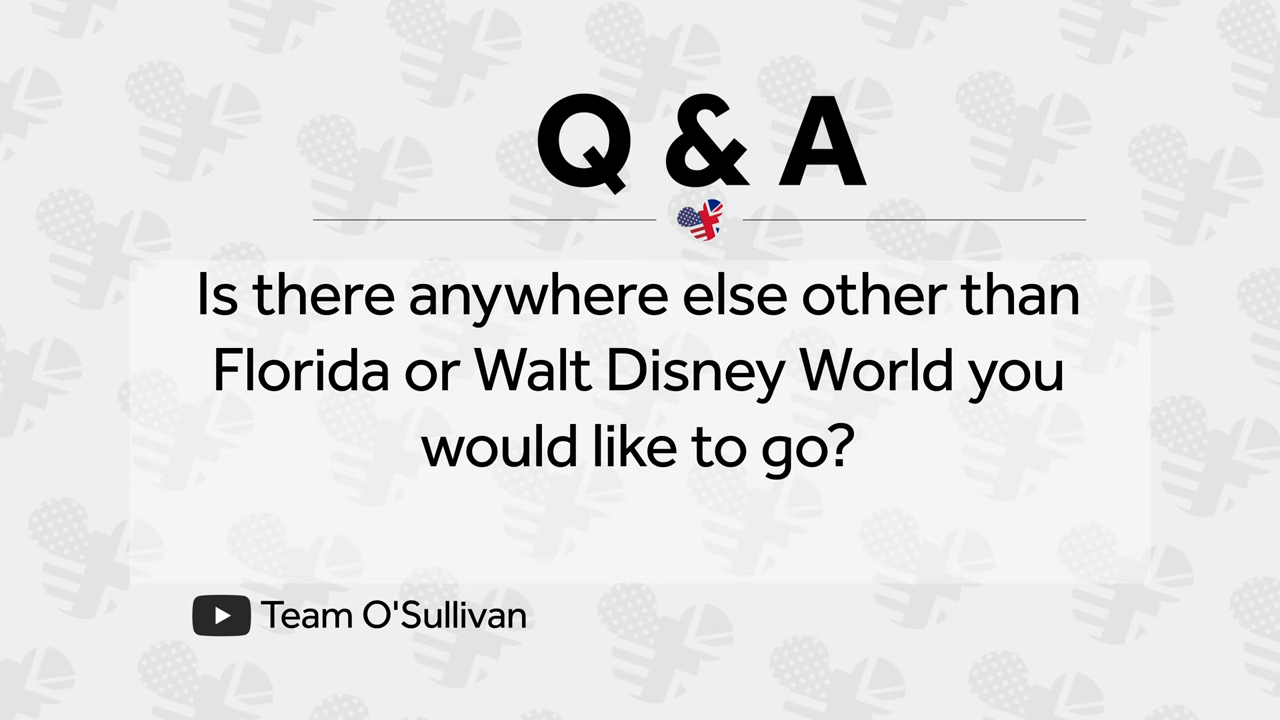 Q & A
Is there anywhere else other than
Florida or Walt Disney World you
would like to go?
Team O'Sullivan